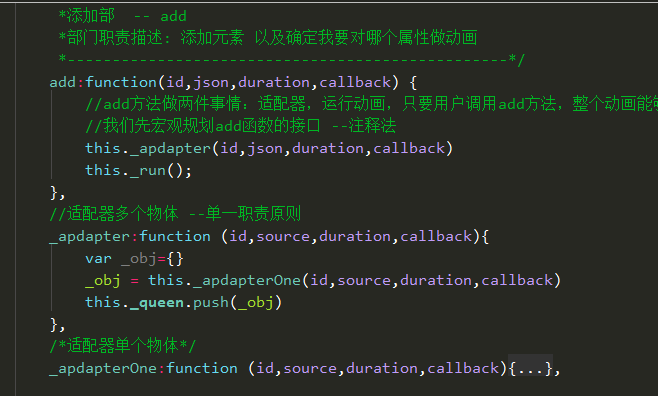 *添加部 -- add
*部门职责描述: 添加元素 以及确定我要对哪个属性做动画
*--------------------------------------------------*/
add:function(id,json,duration,callback) {
//add方法做两件事情: 适配器, 运行动画, 只要用户调用add方法, 整个动画能
//我们先宏观规划add函数的接口 --注释法
this._apdapter(id,json,duration,callback)
this._run();
},
//适配器多个物体 --单一职责原则
_apdapter:function (id,source,duration,callback){
var _obj={}
_obj = this._apdapterOne(id,source,duration,callback)
this._queen.push(_obj)
},
/*适配器单个物体*/
_apdapterOne:function (id,source,duration,callback){...},